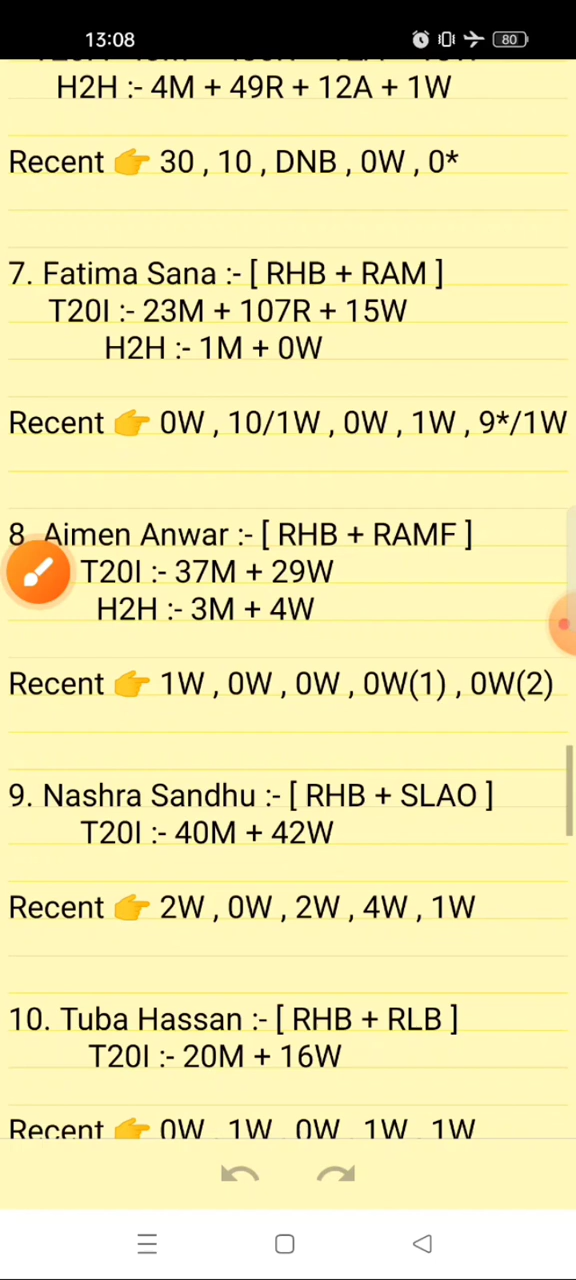 13:08
80
H2H :- 4M + 49R + 12A + 1W
Recent 👉 30 , 10 , DNB , 0W , 0*
7. Fatima Sana :- [ RHB + RAM ]
T20I :- 23M + 107R + 15W
H2H :- 1M + 0W
Recent 👉 0W , 10/1W , 0W , 1W , 9*/1W
8 Aimen Anwar :- [ RHB + RAMF ]
T20I :- 37M + 29W
H2H :- 3M + 4W
Recent 👉 1W , 0W , 0W , 0W(1) , 0W(2)
9. Nashra Sandhu :- [ RHB + SLAO ]
T20I :- 40M + 42W
Recent 👉 2W , 0W , 2W , 4W , 1W
10. Tuba Hassan :- [ RHB + RLB ]
T20I :- 20M + 16W
Recent 👉 0W 1W 0W 1W 1W